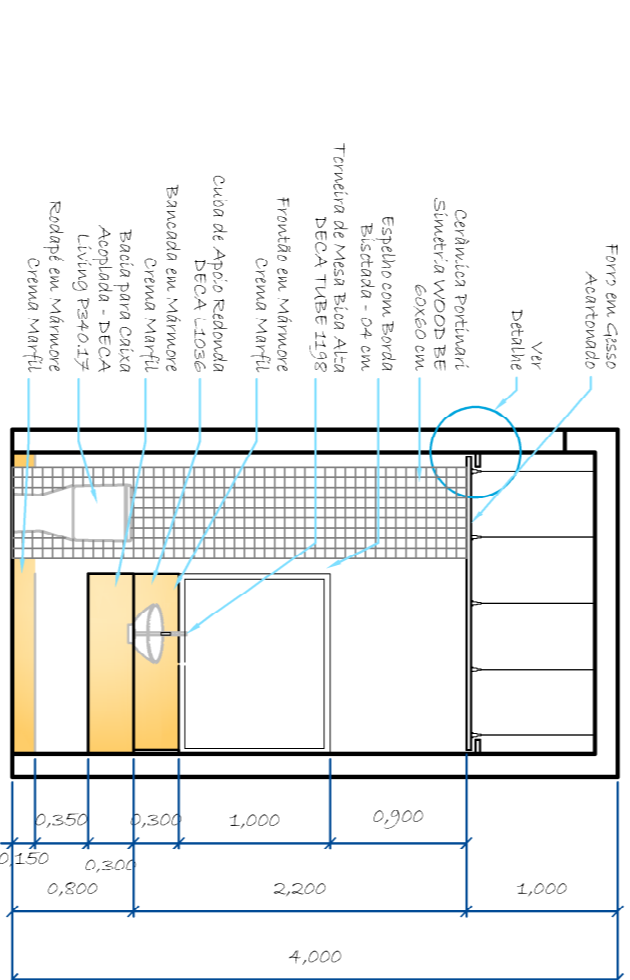 Forro em Gesso
Acartonado
Ver
Detalhe
Cerâmica Portinari
Simetria WOOD BE
60x60 cm
Espelho com Borda
Bisotada - 04 cm
Torneira de Mesa Bica Alta
DECA TUBE 1198
Frontão em Mármore
Crema Marfil
Cuba de Apoio Redonda
DECA L1036
Bancada em Mármore
Crema Marfil
Bacia para Caixa
Acoplada - DECA
Living P340.17
Rodapé em Mármore
Crema Marfil
0,150
0,350
0,300
0,300
1,000
0,900
0,800
2,200
1,000
4,000